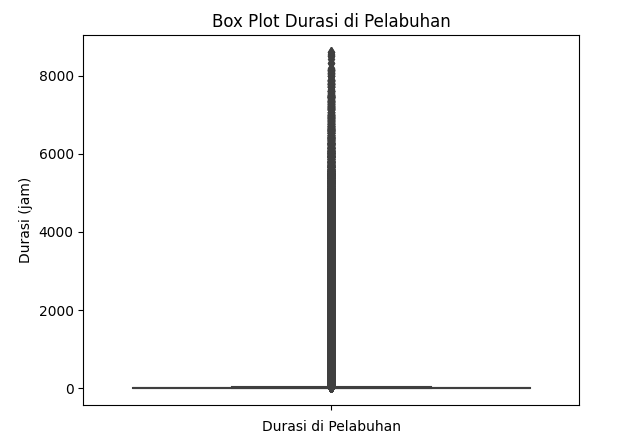 Box Plot Durasi di Pelabuhan
8000
6000
4000
2000
0
Durasi (jam)
Durasi di Pelabuhan